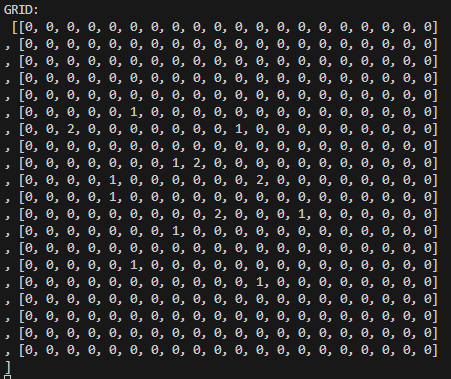 GRID:
[[0, 0, 0, 0, 0, 0, 0, 0, 0, 0, 0, 0, 0, 0, 0, 0, 0, 0, 0, 0]
, [0, 0, 0, 0, 0, 0, 0, 0, 0, 0, 0, 0, 0, 0, 0, 0, 0, 0, 0, 0]
, [0, 0, 0, 0, 0, 0, 0, 0, 0, 0, 0, 0, 0, 0, 0, 0, 0, 0, 0, 0]
, [0, 0, 0, 0, 0, 0, 0, 0, 0, 0, 0, 0, 0, 0, 0, 0, 0, 0, 0, 0]
, [0, 0, 0, 0, 0, 0, 0, 0, 0, 0, 0, 0, 0, 0, 0, 0, 0, 0, 0, 0]
, [0, 0, 0, 0, 0, 1, 0, 0, 0, 0, 0, 0, 0, 0, 0, 0, 0, 0, 0, 0]
, [0, 0, 2, 0, 0, 0, 0, 0, 0, 0, 1, 0, 0, 0, 0, 0, 0, 0, 0, 0]
, [0, 0, 0, 0, 0, 0, 0, 0, 0, 0, 0, 0, 0, 0, 0, 0, 0, 0, 0, 0]
, [0, 0, 0, 0, 0, 0, 0, 1, 2, 0, 0, 0, 0, 0, 0, 0, 0, 0, 0, 0]
, [0, 0, 0, 0, 1, 0, 0, 0, 0, 0, 0, 2, 0, 0, 0, 0, 0, 0, 0, 0]
, [0, 0, 0, 0, 1, 0, 0, 0, 0, 0, 0, 0, 0, 0, 0, 0, 0, 0, 0, 0]
, [0, 0, 0, 0, 0, 0, 0, 0, 0, 2, 0, 0, 0, 1, 0, 0, 0, 0, 0, 0]
, [0, 0, 0, 0, 0, 0, 0, 1, 0, 0, 0, 0, 0, 0, 0, 0, 0, 0, 0, 0]
, [0, 0, 0, 0, 0, 0, 0, 0, 0, 0, 0, 0, 0, 0, 0, 0, 0, 0, 0, 0]
, [0, 0, 0, 0, 0, 1, 0, 0, 0, 0, 0, 0, 0, 0, 0, 0, 0, 0, 0, 0]
, [0, 0, 0, 0, 0, 0, 0, 0, 0, 0, 0, 1, 0, 0, 0, 0, 0, 0, 0, 0]
, [0, 0, 0, 0, 0, 0, 0, 0, 0, 0, 0, 0, 0, 0, 0, 0, 0, 0, 0, 0]
, [0, 0, 0, 0, 0, 0, 0, 0, 0, 0, 0, 0, 0, 0, 0, 0, 0, 0, 0, 0]
, [0, 0, 0, 0, 0, 0, 0, 0, 0, 0, 0, 0, 0, 0, 0, 0, 0, 0, 0, 0]
, [0, 0, 0, 0, 0, 0, 0, 0, 0, 0, 0, 0, 0, 0, 0, 0, 0, 0, 0, 0]
]